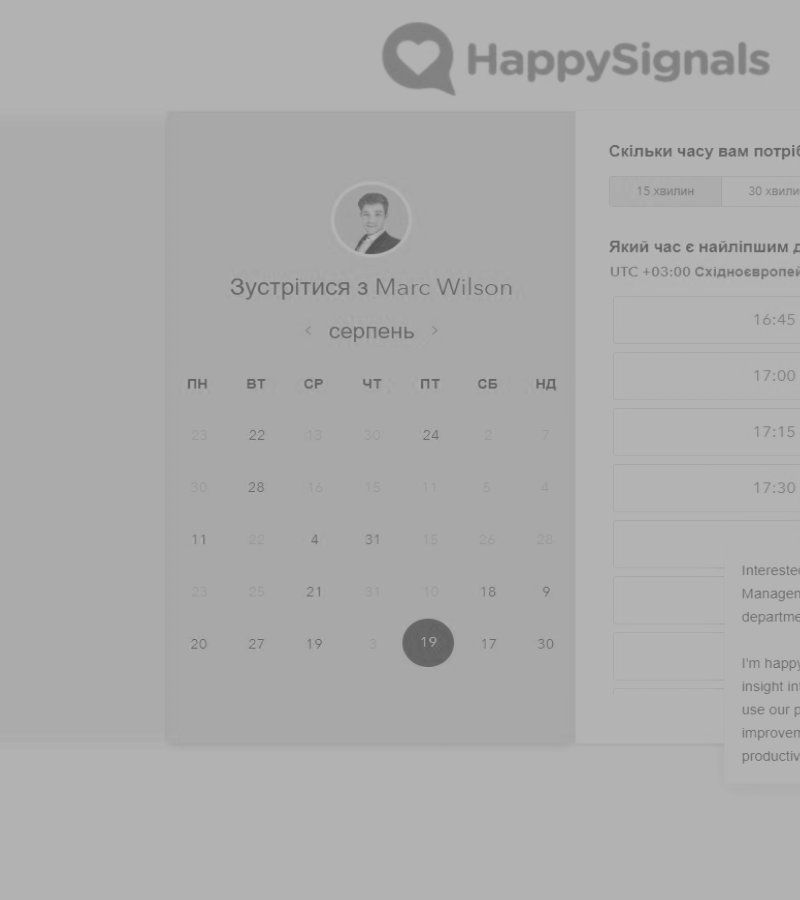 HappySignals
Зустрітися з Marc Wilson
< серпень >
ПН ВТ СР ЧТ ПТ СБ НД
23 22 13 30 24 2 7
30 28 16 15 11 5 4
11 22 4 31 15 26 28
23 25 21 31 10 18 9
20 27 19 3 19 17 30
Скільки часу вам потріб
15 хвилин 30 хвили
Який час є найліпшим д
UTC +03:00 Східноєвропей
16:45
17:00
17:15
17:30
Interested
Managem
departme
I'm happy
insight int
use our p
improvem
productiv